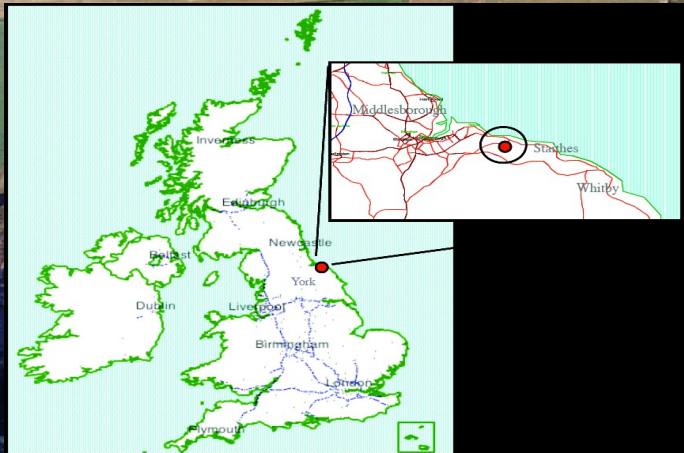 Inverness
Edinburgh
Newcastle
Belfast
York
Dublin
Liverpool
Birmingham
London
Plymouth
Middlesborough
Staithes
Whitby